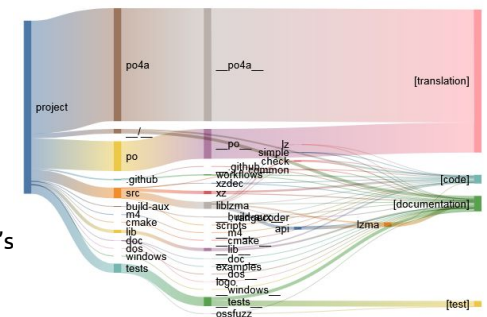 po4a
__po4a__
[translation]
project
__/__
po
__po__
lz
simple
check
.github
workflows
common
xzdec
[code]
src
xz
build-aux
liblzma
[documentation]
m4
rangecoder
cmake
scripts
api
lzma
lib
__m4__
__cmake__
doc
__lib__
dos
__doc__
windows
examples
tests
__dos__
logo
__windows__
__tests__
[test]
ossfuzz
's